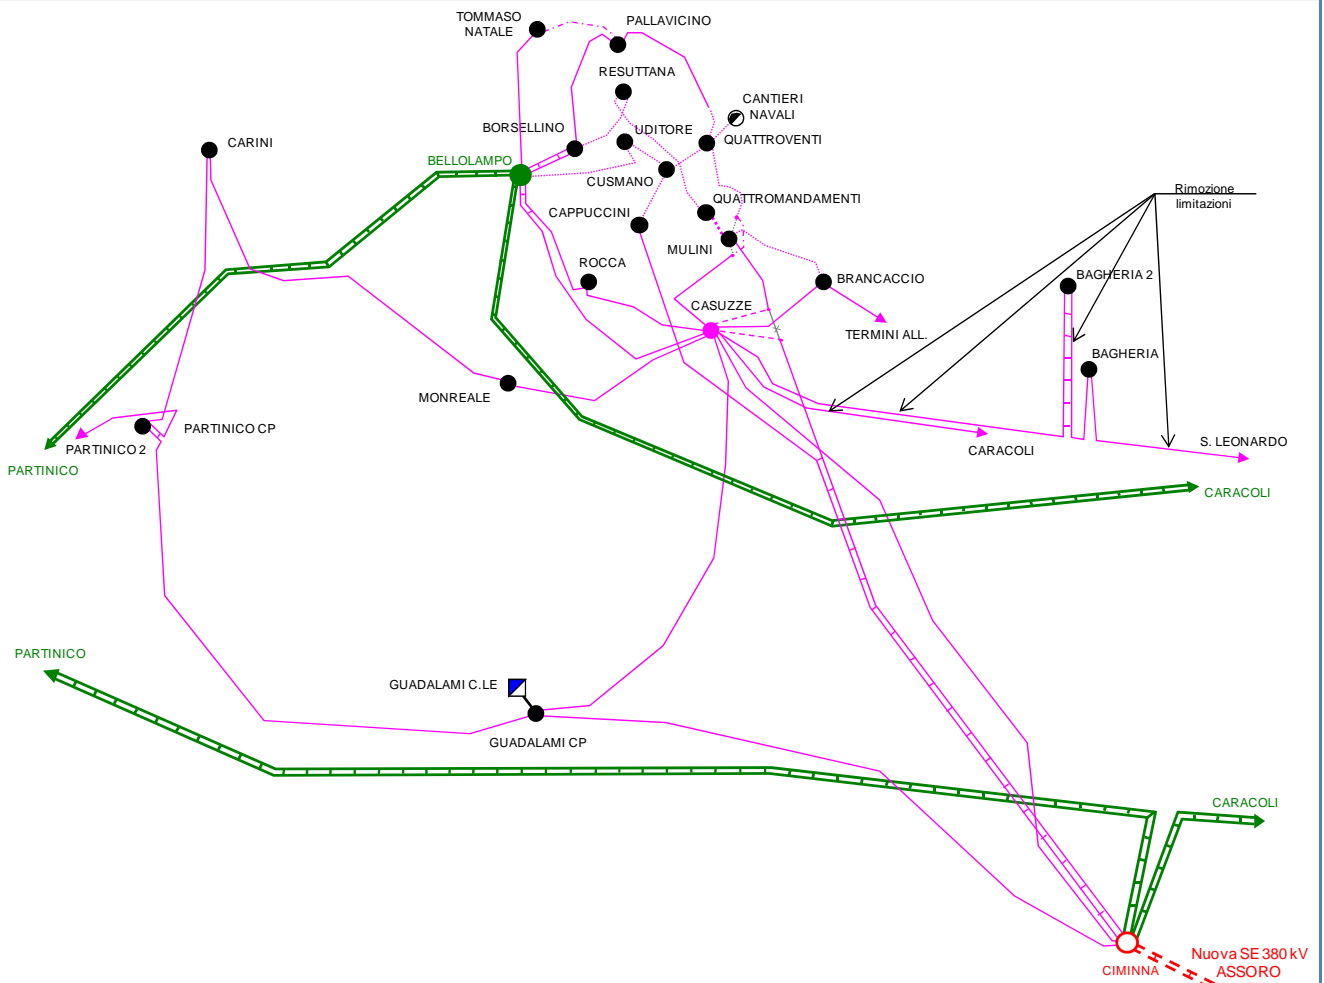 TOMMASO
NATALE
PALLAVICINO
RESUTTANA
CANTIERI
NAVALI
BORSELLINO
UDITORE
QUATTROVENTI
CARINI
BELLOLAMPO
CUSMANO
Rimozione
limitazioni
QUATTROMANDAMENTI
CAPPUCCINI
MULINI
ROCCA
BRANCACCIO
BAGHERIA 2
CASUZZE
TERMINI ALL.
BAGHERIA
MONREALE
PARTINICO CP
PARTINICO 2
CARACOLI
S. LEONARDO
PARTINICO
CARACOLI
PARTINICO
GUADALAMI C.LE
GUADALAMI CP
CARACOLI
CIMINNA
Nuova SE 380 kV
ASSORO